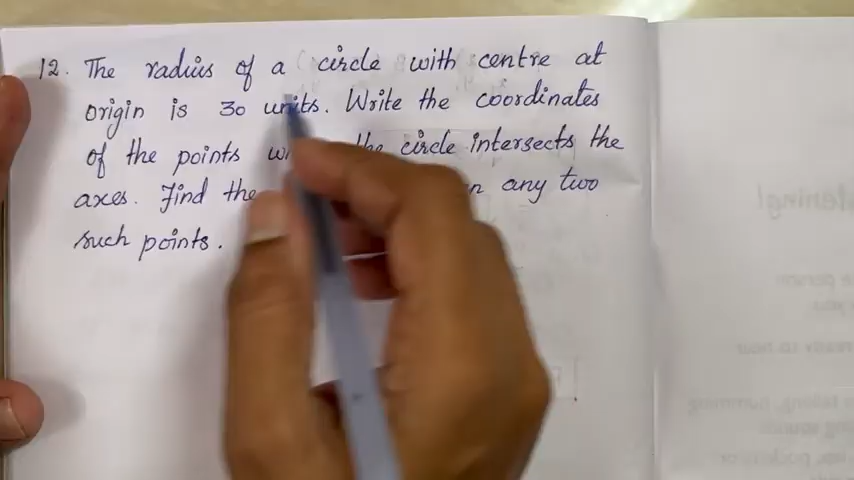 12. The radius of a circle with centre at
origin is 30 units. Write the coordinates
of the points the circle intersects the
axes. Find the any two
such points.